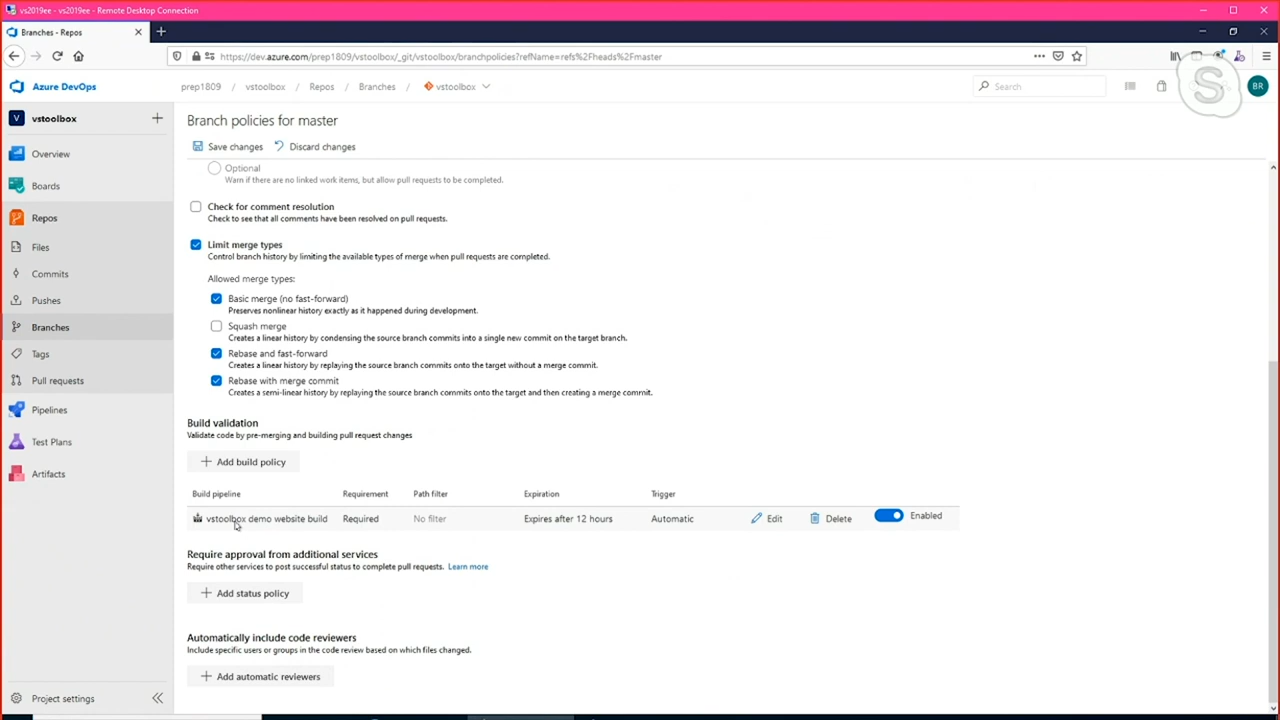 vs2019ee - vs2019ee - Remote Desktop Connection
Branches - Repos
https://dev.azure.com/prep1809/vstoolbox/_git/vstoolbox/branchpolicies?refName=refs%2Fheads%2Fmaster
Azure DevOps
prep1809 / vstoolbox / Repos / Branches / vstoolbox
Search
BR
V vstoolbox
Overview
Boards
Repos
Files
Commits
Pushes
Branches
Tags
Pull requests
Pipelines
Test Plans
Artifacts
Project settings
Branch policies for master
Save changes
Discard changes
Optional
Warn if there are no linked work items, but allow pull requests to be completed.
Check for comment resolution
Check to see that all comments have been resolved on pull requests.
Limit merge types
Control branch history by limiting the available types of merge when pull requests are completed.
Allowed merge types:
Basic merge (no fast-forward)
Preserves nonlinear history exactly as it happened during development.
Squash merge
Creates a linear history by condensing the source branch commits into a single new commit on the target branch.
Rebase and fast-forward
Creates a linear history by replaying the source branch commits onto the target without a merge commit.
Rebase with merge commit
Creates a semi-linear history by replaying the source branch commits onto the target and then creating a merge commit.
Build validation
Validate code by pre-merging and building pull request changes
+ Add build policy
Build pipeline Requirement Path filter Expiration Trigger
vstoolbox demo website build Required No filter Expires after 12 hours Automatic Edit Delete Enabled
Require approval from additional services
Require other services to post successful status to complete pull requests. Learn more
+ Add status policy
Automatically include code reviewers
Include specific users or groups in the code review based on which files changed.
+ Add automatic reviewers